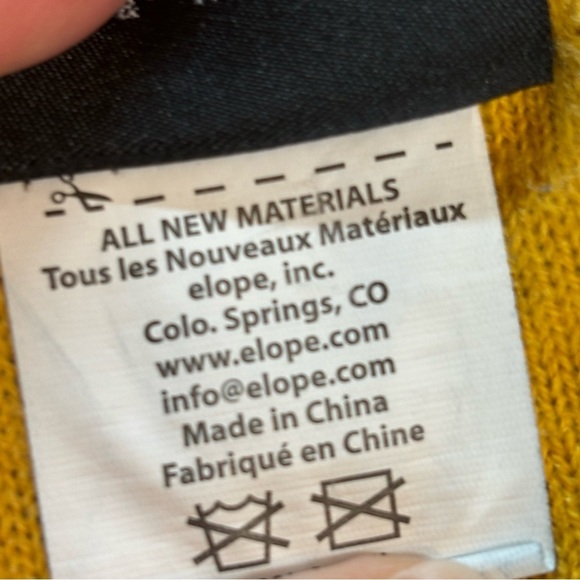 ALL NEW MATERIALS
Tous les Nouveaux Matériaux
elope, inc.
Colo. Springs, CO
www.elope.com
info@elope.com
Made in China
Fabriqué en Chine